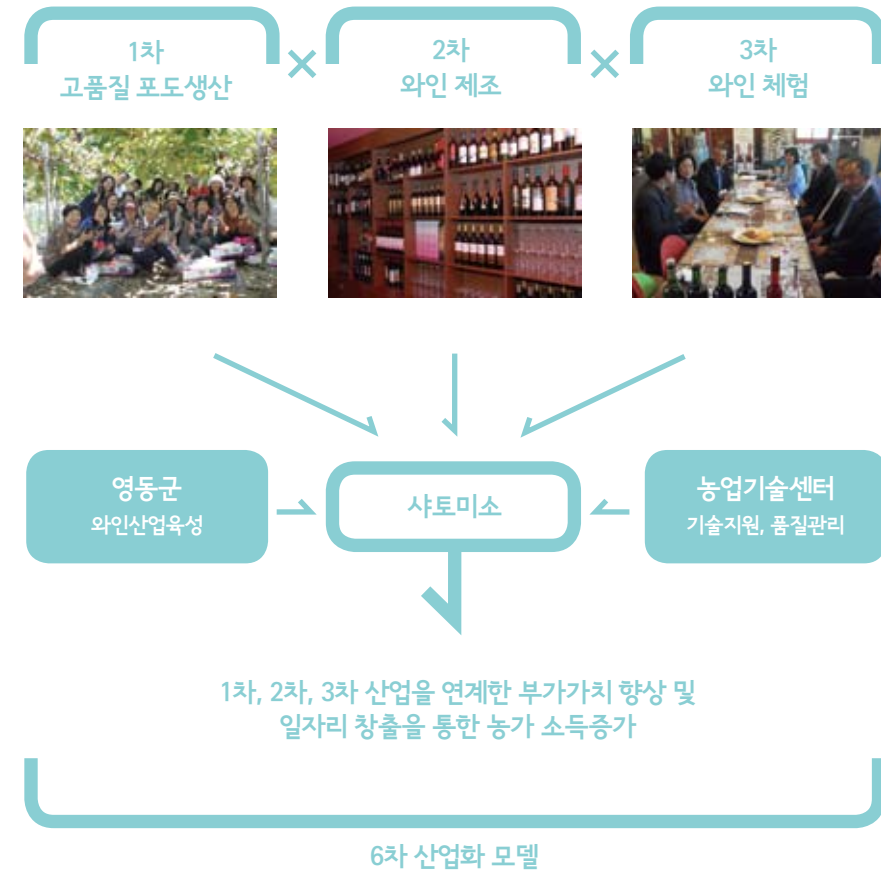 1차
고품질 포도생산
×
2차
와인 제조
×
3차
와인 체험
영동군
와인산업육성
샤토미소
농업기술센터
기술지원, 품질관리
1차, 2차, 3차 산업을 연계한 부가가치 향상 및
일자리 창출을 통한 농가 소득증가
6차 산업화 모델